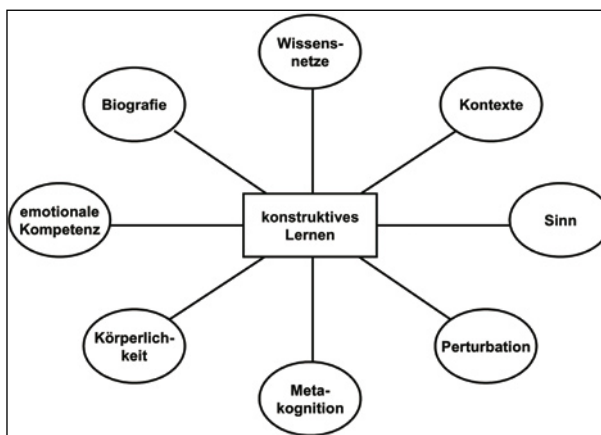 Wissens-
netze
Biografie
Kontexte
emotionale
Kompetenz
konstruktives
Lernen
Sinn
Körperlich-
keit
Perturbation
Meta-
kognition